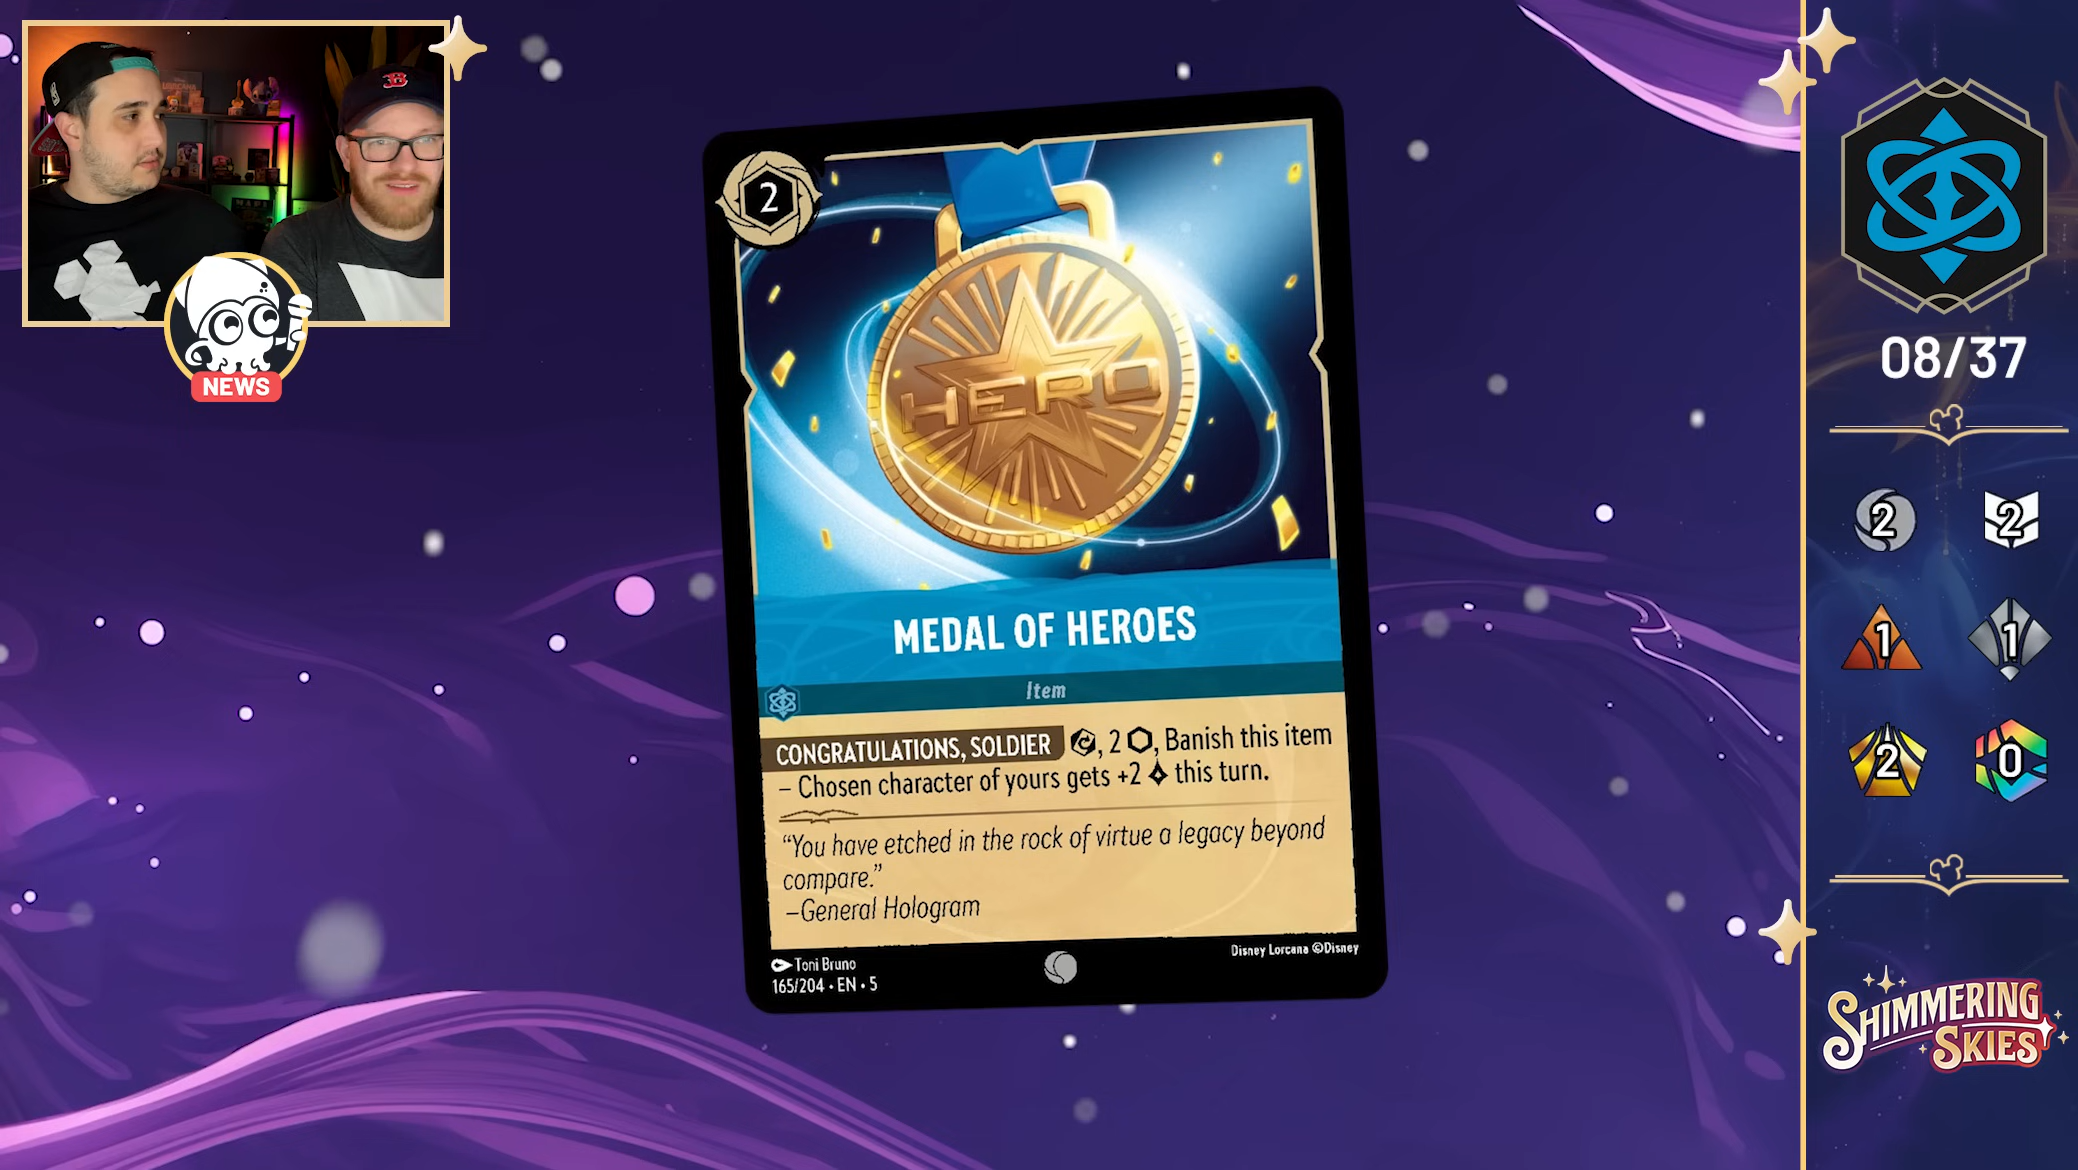 NEWS
2
HERO
MEDAL OF HEROES
Item
CONGRATULATIONS, SOLDIER , 2 , Banish this item
– Chosen character of yours gets +2 this turn.
“You have etched in the rock of virtue a legacy beyond
compare.”
–General Hologram
Toni Bruno
165/204 • EN • 5
Disney Lorcana ©Disney
08/37
2 2
1 1
2 0
SHIMMERING
SKIES
B